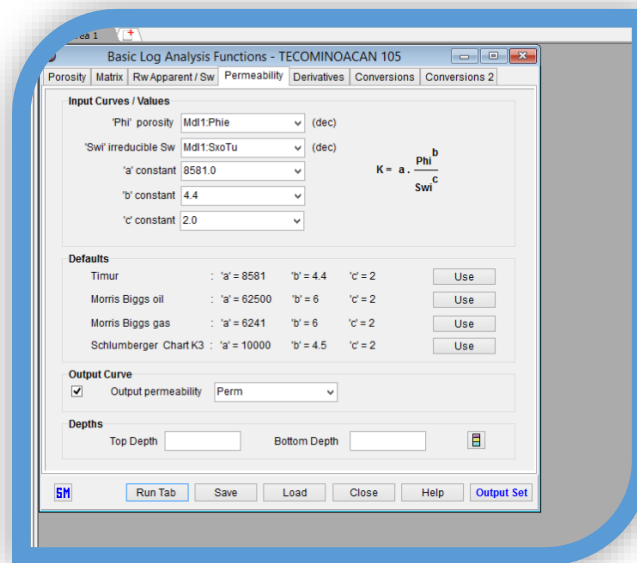 ea 1
Basic Log Analysis Functions - TECOMINOACAN 105
Porosity Matrix Rw Apparent / Sw Permeability Derivatives Conversions Conversions 2
Input Curves / Values
'Phi' porosity Mdl1:Phie (dec)
'Swi' irreducible Sw Mdl1:SxoTu (dec)
'a' constant 8581.0
K = a . Phi b
Swi c
'b' constant 4.4
'c' constant 2.0
Defaults
Timur : 'a' = 8581 'b' = 4.4 'c' = 2 Use
Morris Biggs oil : 'a' = 62500 'b' = 6 'c' = 2 Use
Morris Biggs gas : 'a' = 6241 'b' = 6 'c' = 2 Use
Schlumberger Chart K3 : 'a' = 10000 'b' = 4.5 'c' = 2 Use
Output Curve
Output permeability Perm
Depths
Top Depth Bottom Depth
SM Run Tab Save Load Close Help Output Set